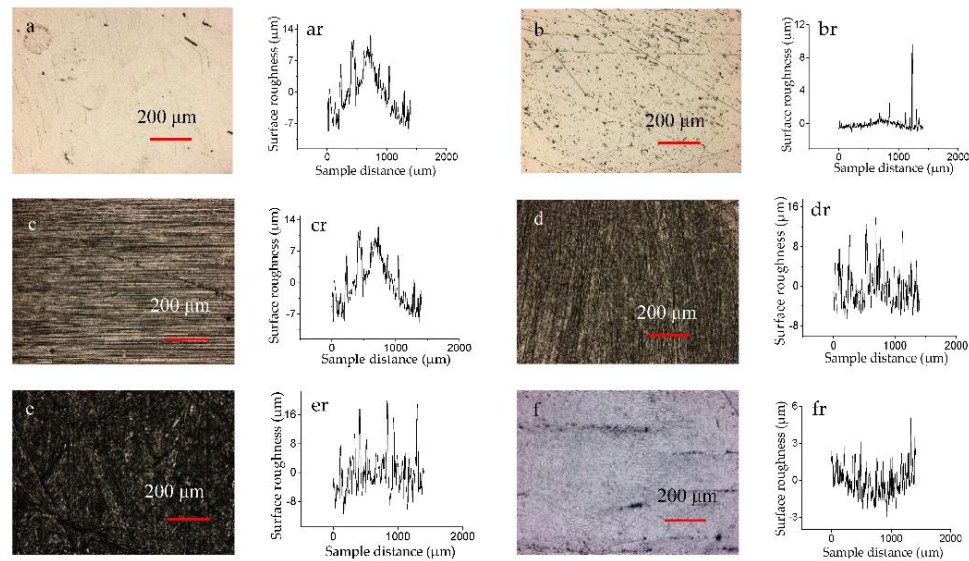 a
200 μm
ar
Surface roughness (μm)
14
7
0
-7
0
1000
2000
Sample distance (μm)
b
200 μm
br
Surface roughness (μm)
8
4
0
0
1000
2000
Sample distance (μm)
c
200 μm
cr
Surface roughness (μm)
14
7
0
-7
0
1000
2000
Sample distance (μm)
d
200 μm
dr
Surface roughness (μm)
16
8
0
-8
0
1000
2000
Sample distance (μm)
e
200 μm
er
Surface roughness (μm)
16
8
0
-8
0
1000
2000
Sample distance (μm)
f
200 μm
fr
Surface roughness (μm)
6
3
0
-3
0
1000
2000
Sample distance (μm)